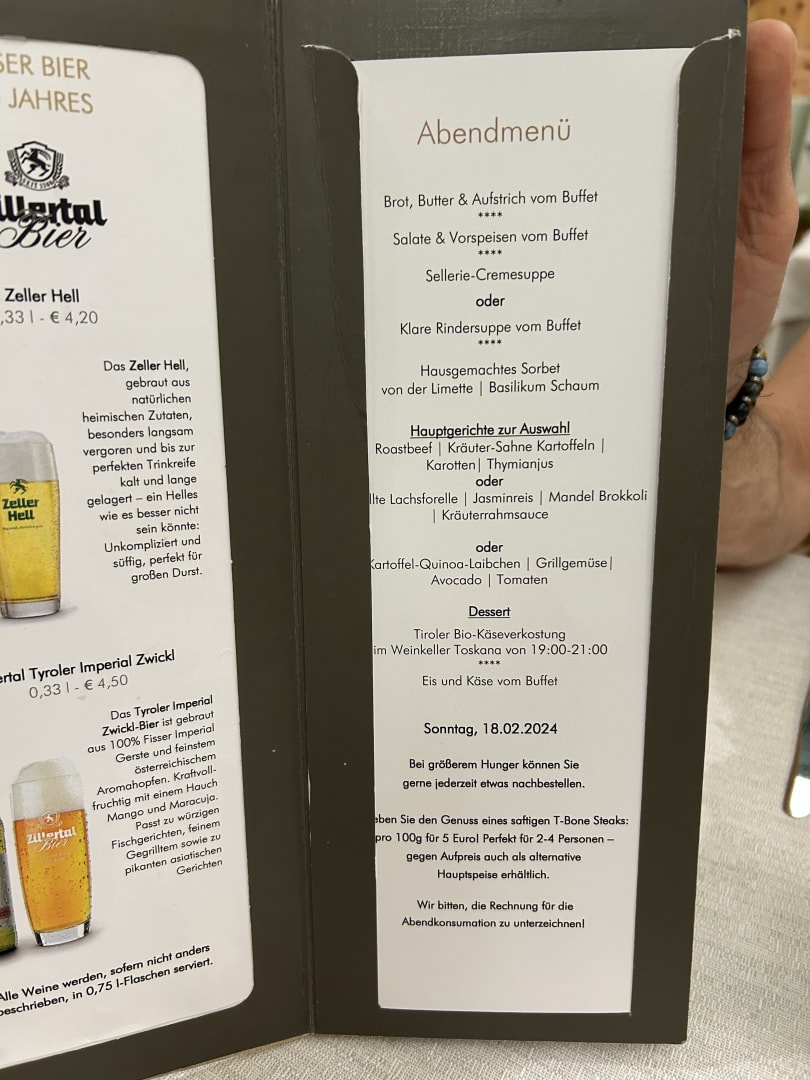 BIER
JAHRES
Bier
Zeller Hell
,33 l - € 4,20
Das Zeller Hell,
gebraut aus
natürlichen
heimischen Zutaten,
besonders langsam
vergoren und bis zur
perfekten Trinkreife
kalt und lange
gelagert – ein Helles
wie es besser nicht
sein könnte:
Unkompliziert und
süffig, perfekt für
großen Durst.
Zeller
Hell
Tyroler Imperial Zwickl
0,33 l - € 4,50
Das Tyroler Imperial
Zwickl-Bier ist gebraut
aus 100% Fisser Imperial
Gerste und feinstem
österreichischem
Aromahopfen. Kraftvoll-
fruchtig mit einem Hauch
Mango und Maracuja.
Passt zu würzigen
Fischgerichten, feinem
Gegrilltem sowie zu
pikanten asiatischen
Gerichten
Zillertal
Bier
Alle Weine werden, sofern nicht anders
beschrieben, in 0,75 l-Flaschen serviert.
Abendmenü
Brot, Butter & Aufstrich vom Buffet
****
Salate & Vorspeisen vom Buffet
****
Sellerie-Cremesuppe
oder
Klare Rindersuppe vom Buffet
****
Hausgemachtes Sorbet
von der Limette | Basilikum Schaum
Hauptgerichte zur Auswahl
Roastbeef | Kräuter-Sahne Kartoffeln |
Karotten| Thymianjus
oder
llte Lachsforelle | Jasminreis | Mandel Brokkoli
| Kräuterrahmsauce
oder
Kartoffel-Quinoa-Laibchen | Grillgemüse|
Avocado | Tomaten
Dessert
Tiroler Bio-Käseverkostung
im Weinkeller Toskana von 19:00-21:00
****
Eis und Käse vom Buffet
Sonntag, 18.02.2024
Bei größerem Hunger können Sie
gerne jederzeit etwas nachbestellen.
eben Sie den Genuss eines saftigen T-Bone Steaks:
pro 100g für 5 Euro! Perfekt für 2-4 Personen –
gegen Aufpreis auch als alternative
Hauptspeise erhältlich.
Wir bitten, die Rechnung für die
Abendkonsumation zu unterzeichnen!